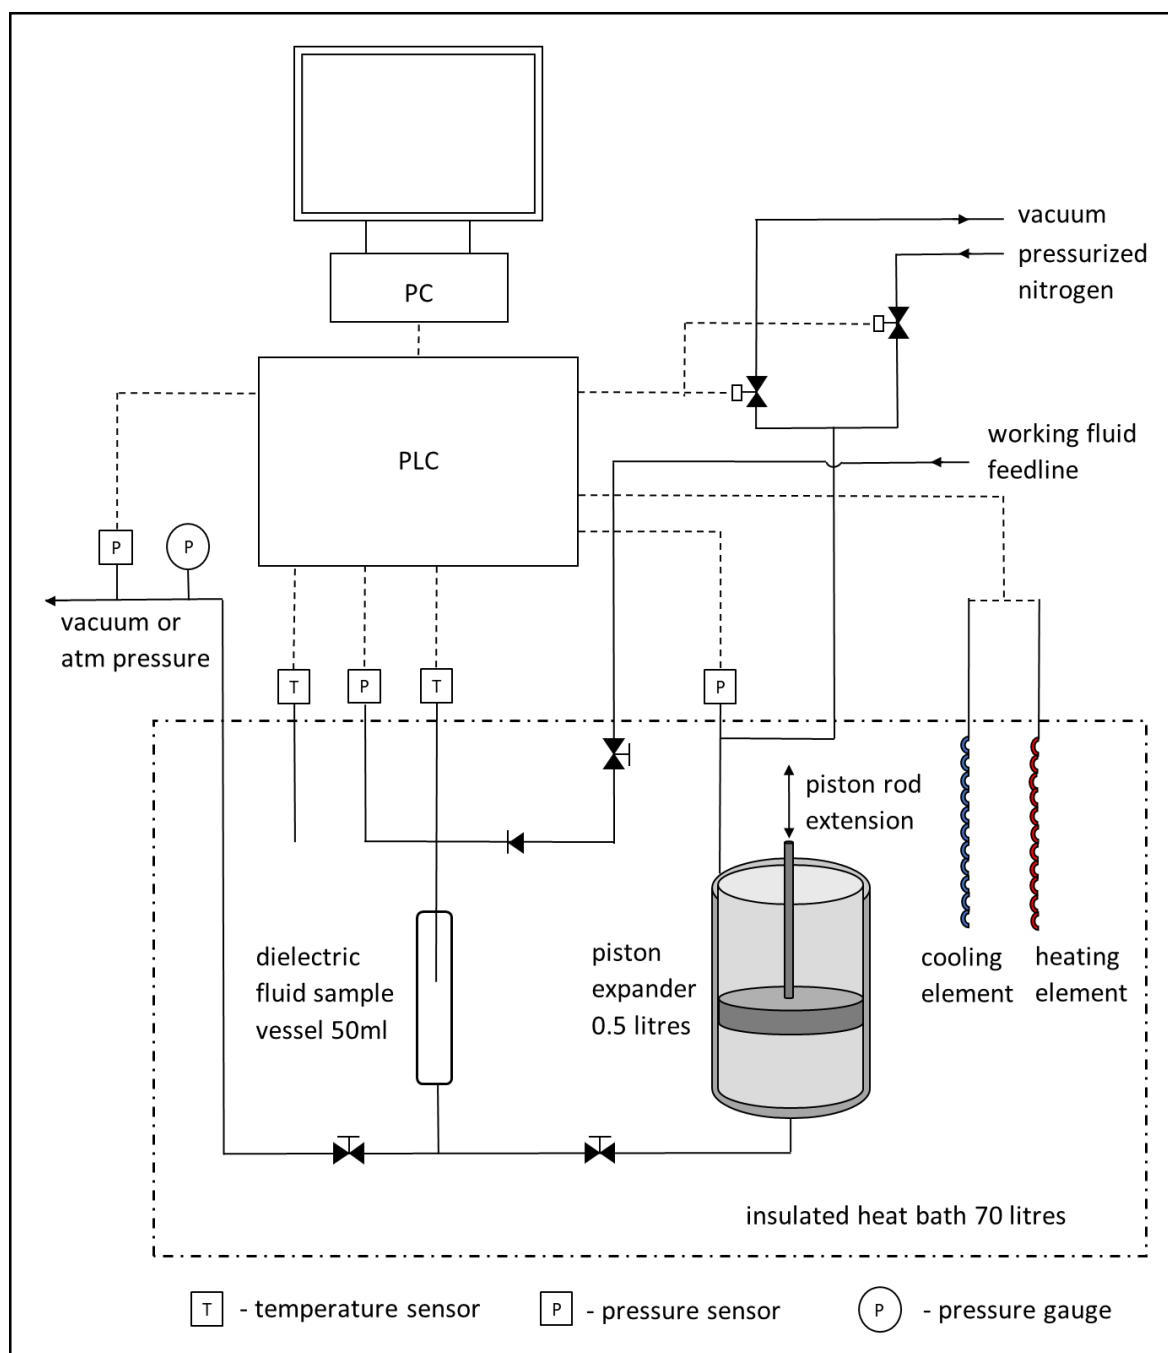 PC
vacuum
pressurized
nitrogen
PLC
working fluid
feedline
P
P
vacuum or
atm pressure
T
P
T
P
piston rod
extension
dielectric
fluid sample
vessel 50ml
piston
expander
0.5 litres
cooling
element
heating
element
insulated heat bath 70 litres
T - temperature sensor
P - pressure sensor
P - pressure gauge